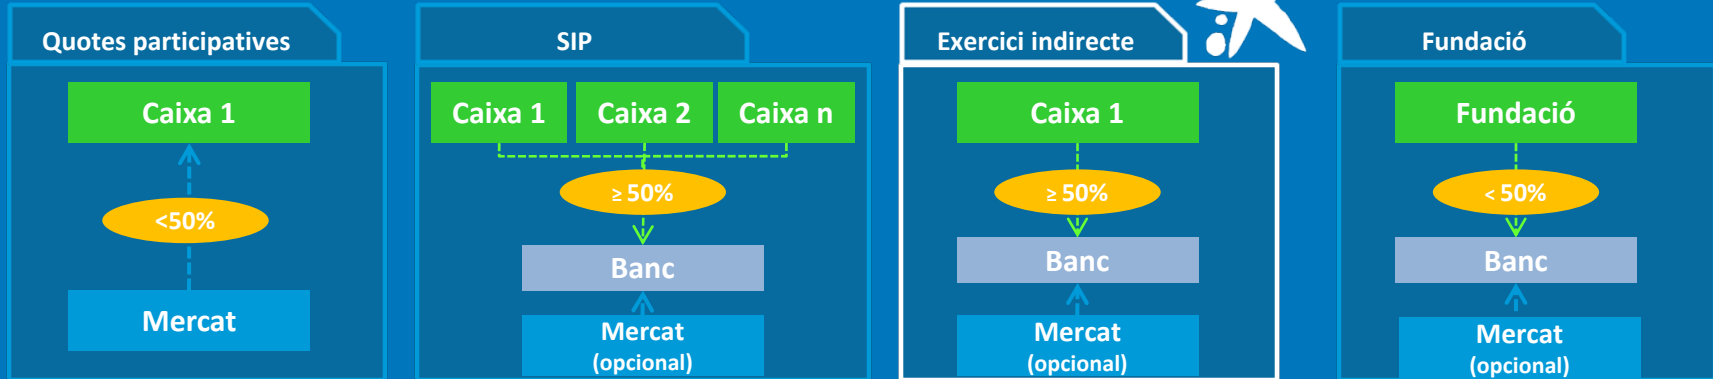 Quotes participatives
Caixa 1
<50%
Mercat
SIP
Caixa 1
Caixa 2
Caixa n
≥ 50%
Banc
Mercat
(opcional)
Exercici indirecte
Caixa 1
≥ 50%
Banc
Mercat
(opcional)
Fundació
Fundació
< 50%
Banc
Mercat
(opcional)